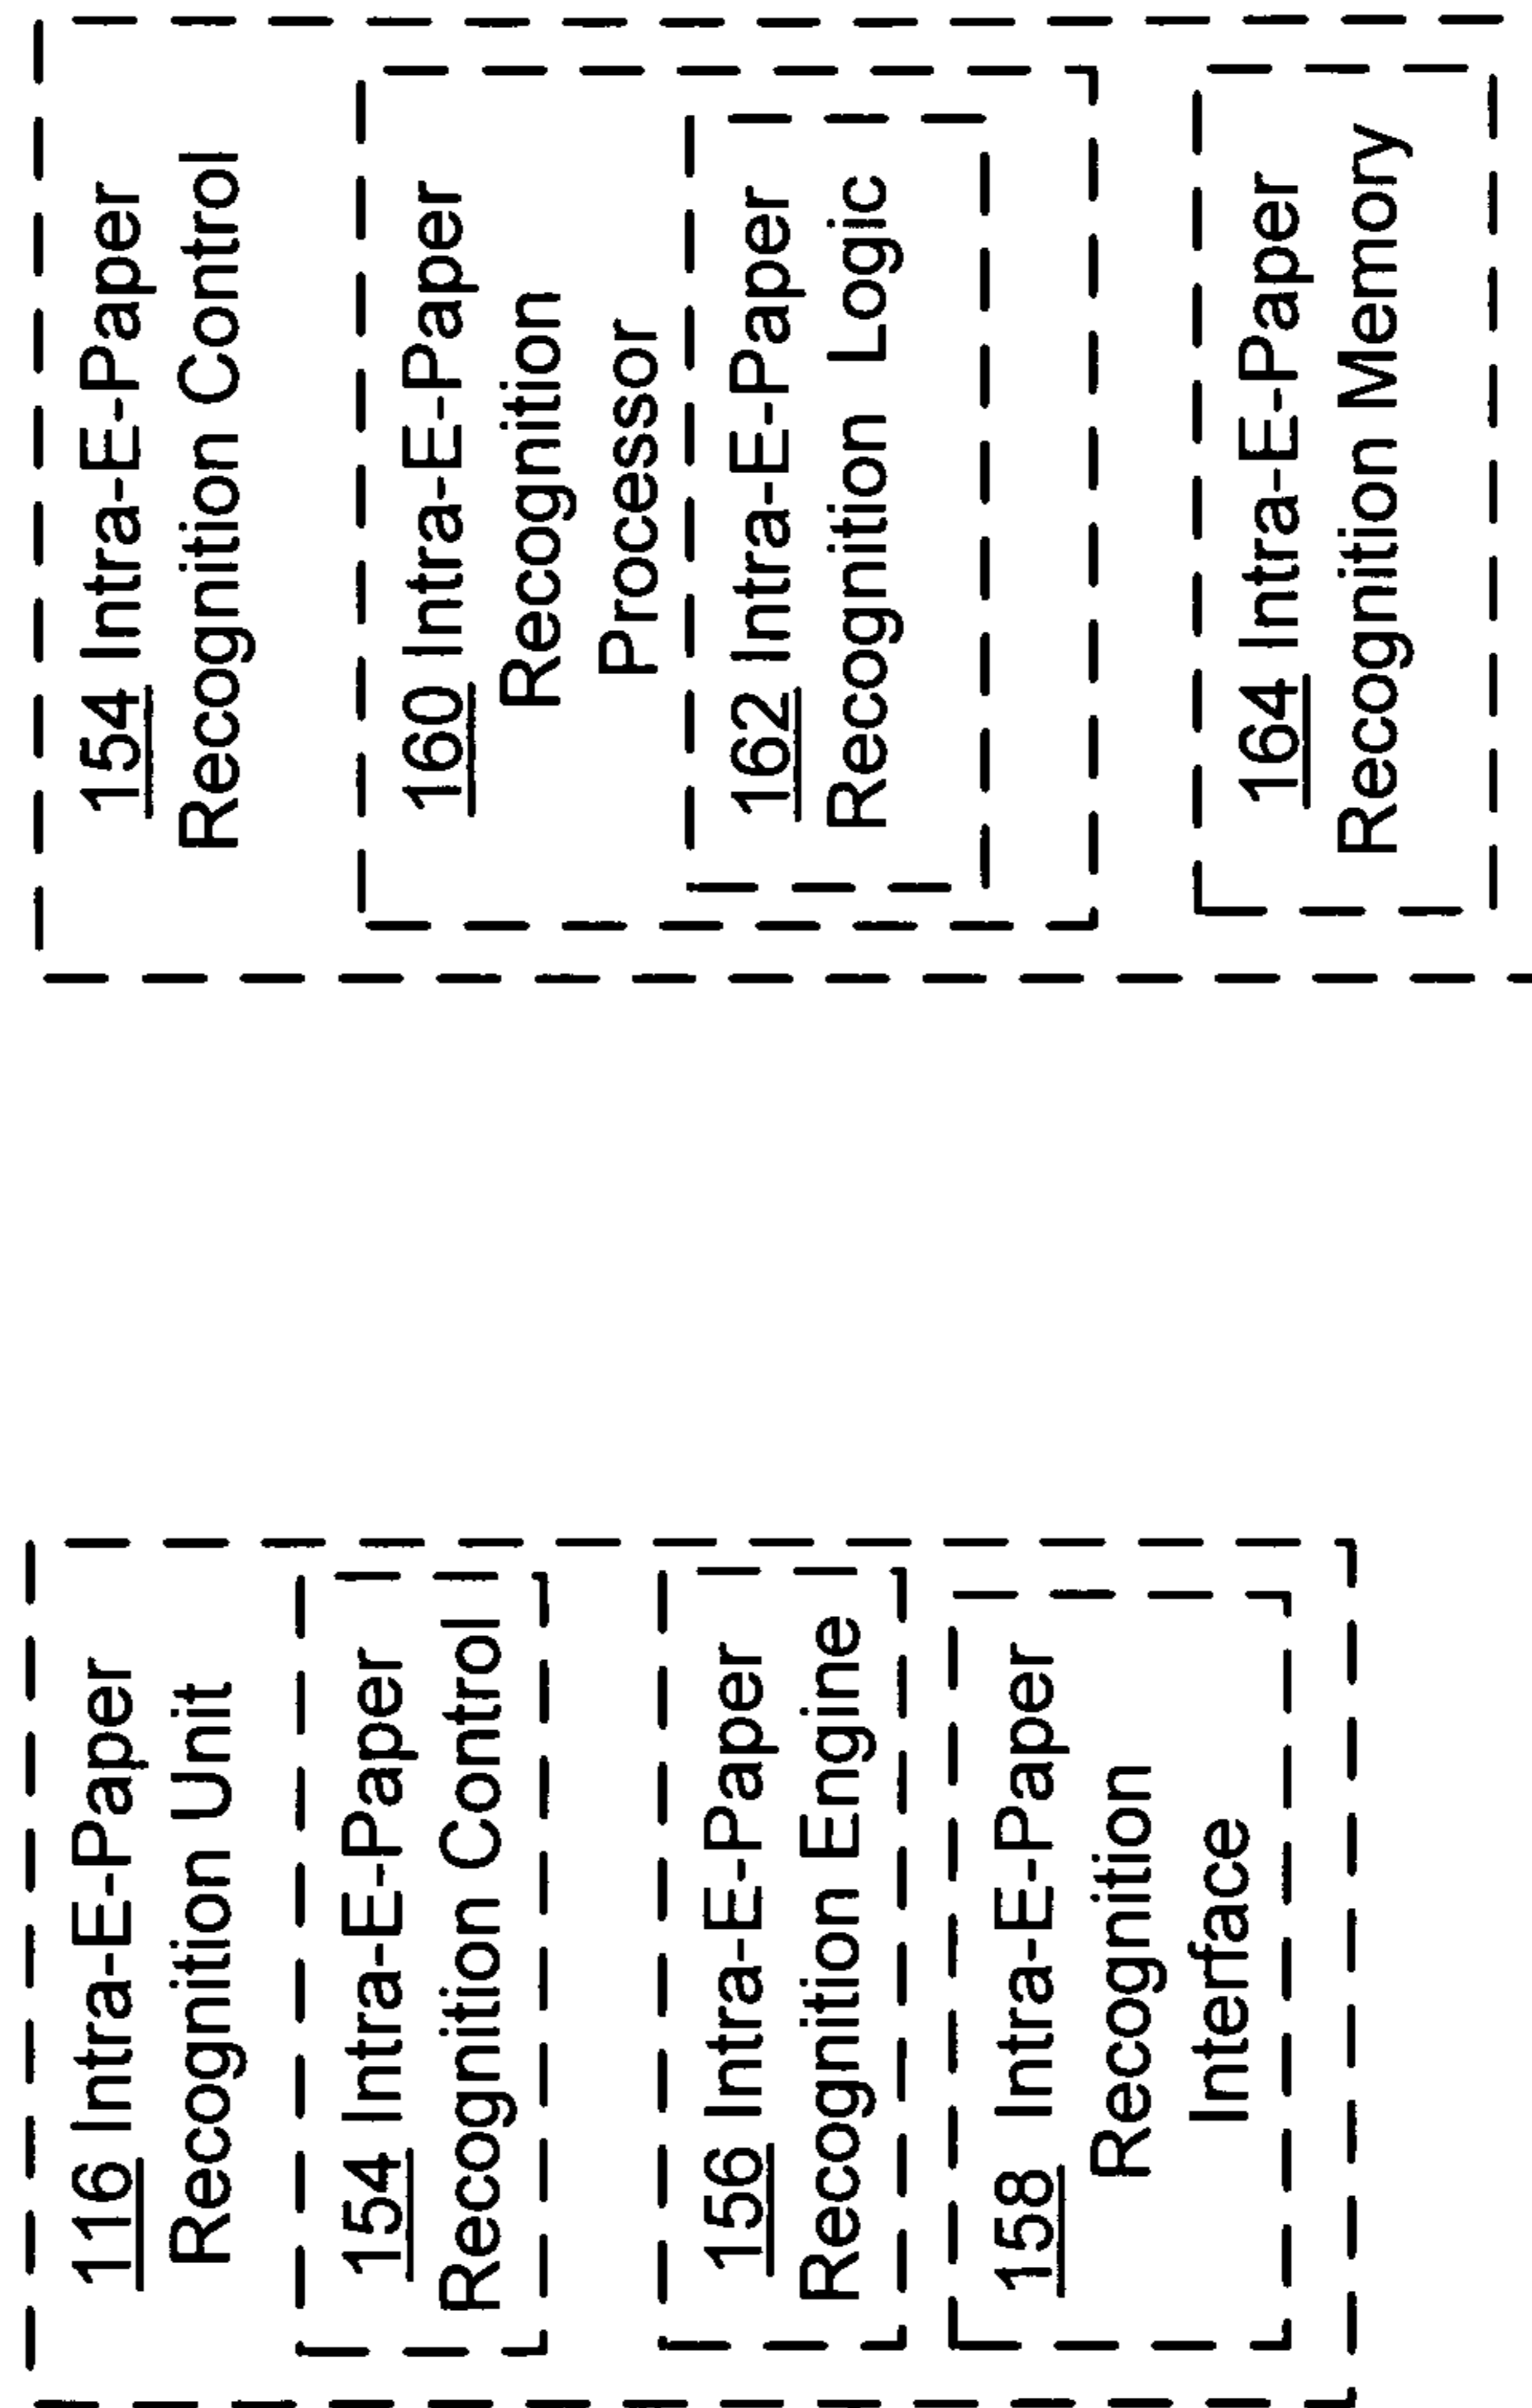 116 Intra-E-Paper
Recognition Unit
154 Intra-E-Paper
Recognition Control
156 Intra-E-Paper
Recognition Engine
158 Intra-E-Paper
Recognition
Interface
154 Intra-E-Paper
Recognition Control
160 Intra-E-Paper
Recognition
Processor
162 Intra-E-Paper
Recognition Logic
164 Intra-E-Paper
Recognition Memory